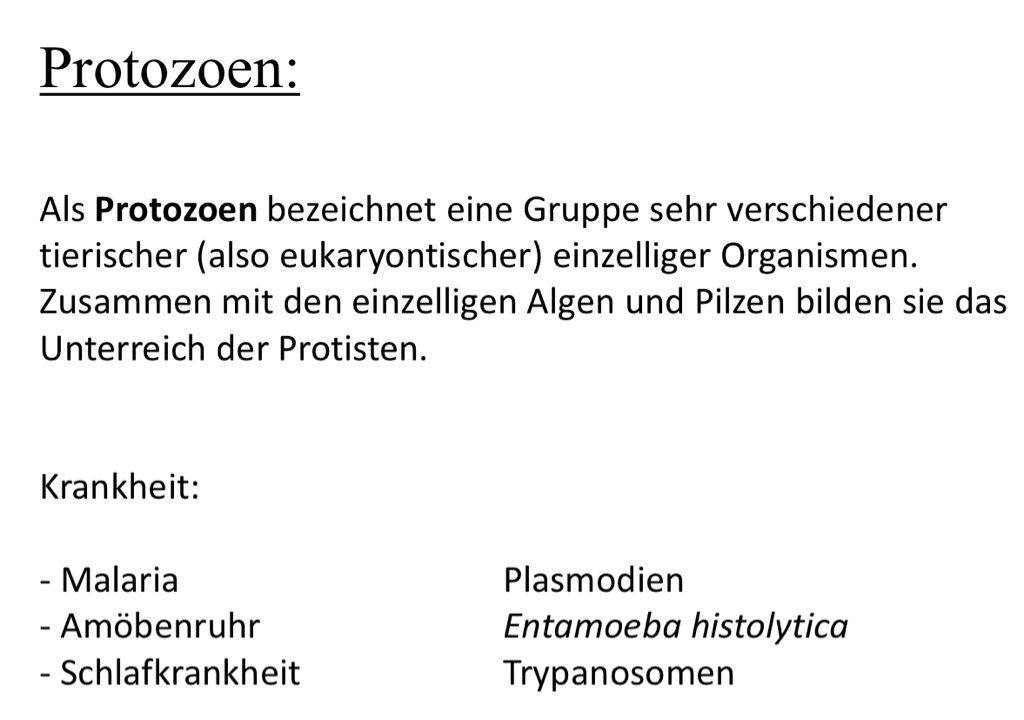 Protozoen:
Als Protozoen bezeichnet eine Gruppe sehr verschiedener
tierischer (also eukaryontischer) einzelliger Organismen.
Zusammen mit den einzelligen Algen und Pilzen bilden sie das
Unterreich der Protisten.
Krankheit:
- Malaria Plasmodien
- Amöbenruhr Entamoeba histolytica
- Schlafkrankheit Trypanosomen